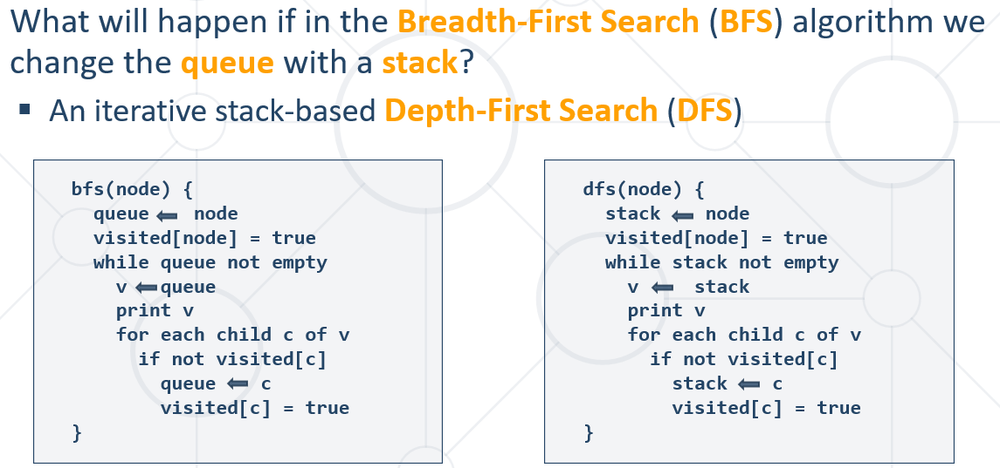 What will happen if in the Breadth-First Search (BFS) algorithm we
change the queue with a stack?
▪ An iterative stack-based Depth-First Search (DFS)
bfs(node) {
  queue ⬅ node
  visited[node] = true
  while queue not empty
    v ⬅ queue
    print v
    for each child c of v
      if not visited[c]
        queue ⬅ c
        visited[c] = true
}
dfs(node) {
  stack ⬅ node
  visited[node] = true
  while stack not empty
    v ⬅ stack
    print v
    for each child c of v
      if not visited[c]
        stack ⬅ c
        visited[c] = true
}